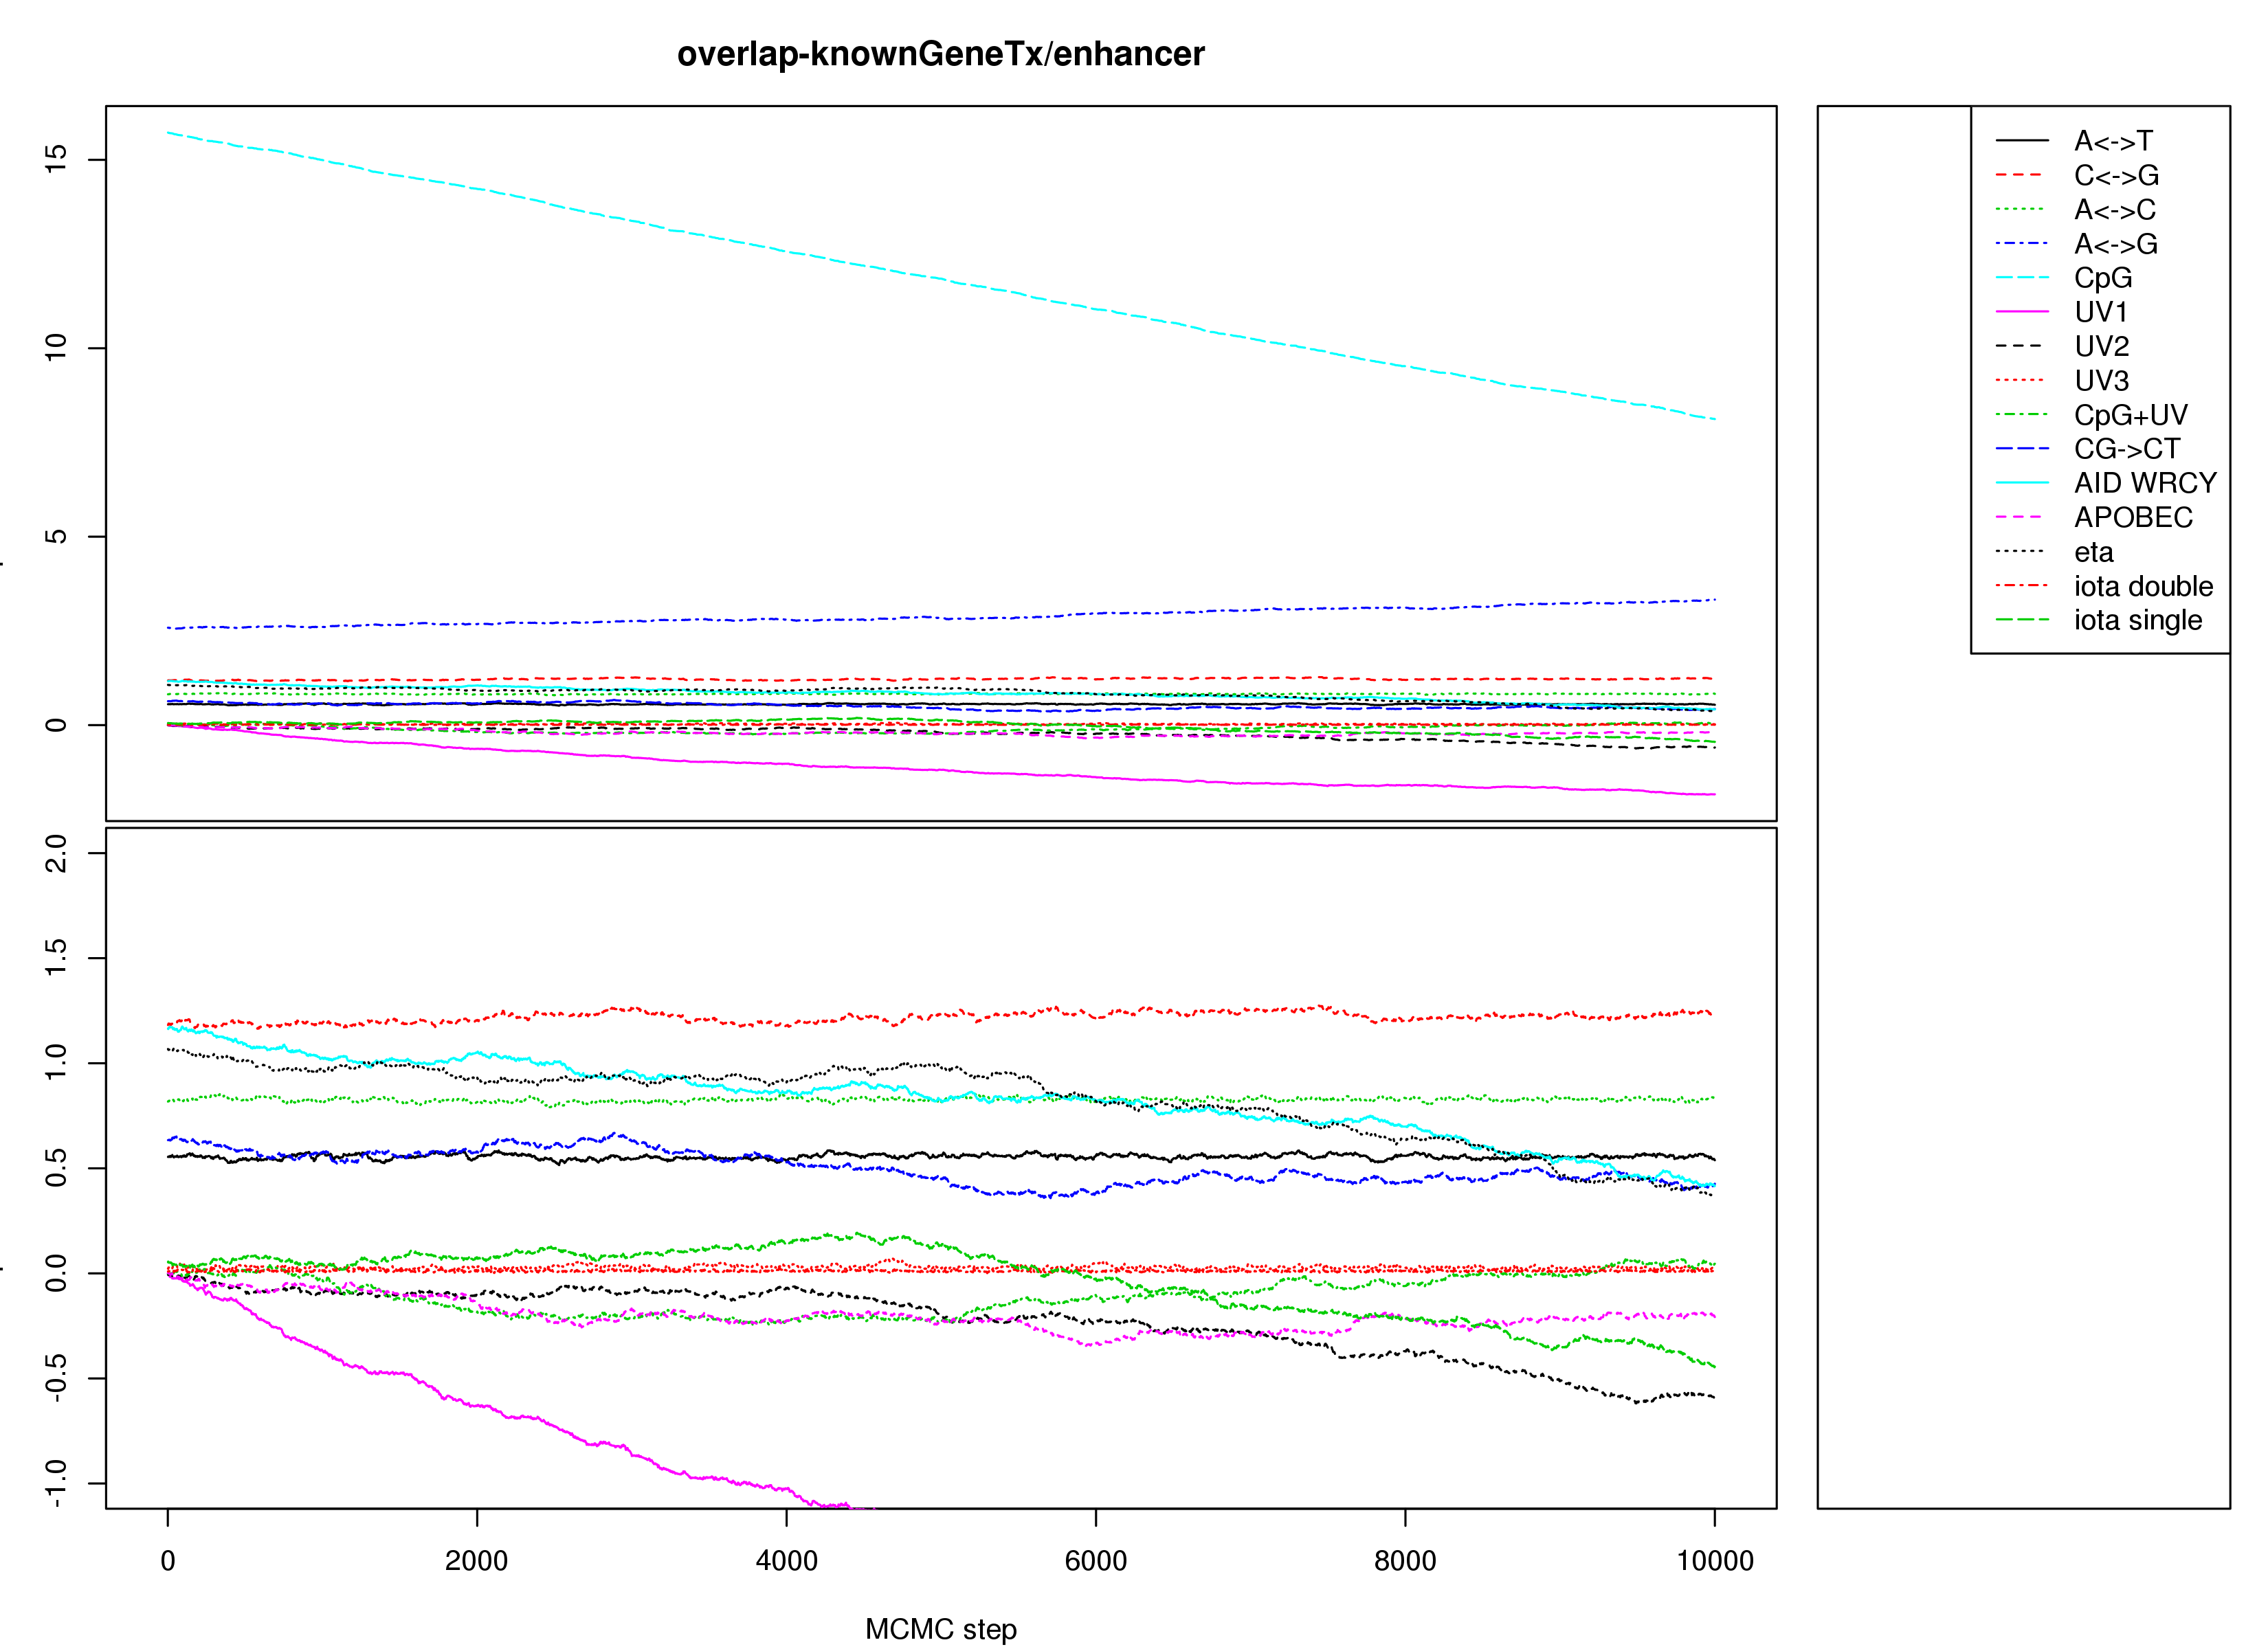 overlap-knownGeneTx/enhancer
15
10
5
0
2.0
1.5
1.0
0.5
0.0
-0.5
-1.0
0 2000 4000 6000 8000 10000
MCMC step
A<->T
C<->G
A<->C
A<->G
CpG
UV1
UV2
UV3
CpG+UV
CG->CT
AID WRCY
APOBEC
eta
iota double
iota single